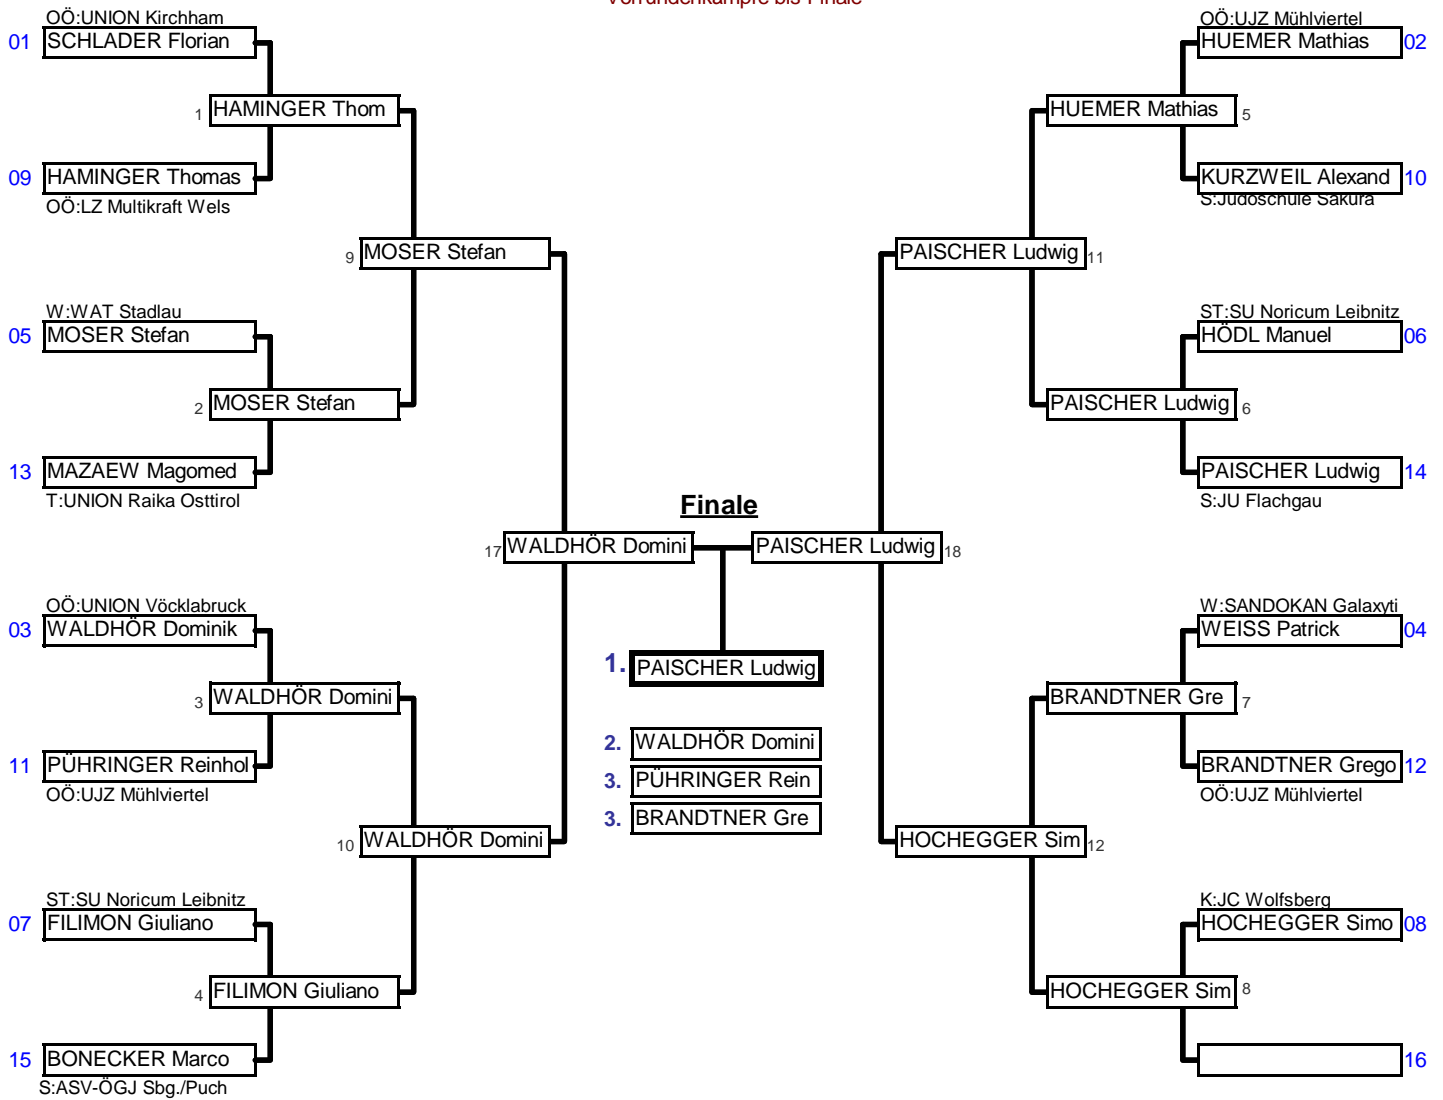 Vorrundenkämpfe bis Finale
OÖ:UNION Kirchham
01 SCHLADER Florian
1 HAMINGER Thom
09 HAMINGER Thomas
OÖ:LZ Multikraft Wels
9 MOSER Stefan
W:WAT Stadlau
05 MOSER Stefan
2 MOSER Stefan
13 MAZAEW Magomed
T:UNION Raika Osttirol
17 WALDHÖR Domini
OÖ:UNION Vöcklabruck
03 WALDHÖR Dominik
3 WALDHÖR Domini
11 PÜHRINGER Reinhol
OÖ:UJZ Mühlviertel
10 WALDHÖR Domini
ST:SU Noricum Leibnitz
07 FILIMON Giuliano
4 FILIMON Giuliano
15 BONECKER Marco
S:ASV-ÖGJ Sbg./Puch
Finale
1. PAISCHER Ludwig
2. WALDHÖR Domini
3. PÜHRINGER Rein
3. BRANDTNER Gre
OÖ:UJZ Mühlviertel
HUEMER Mathias 02
HUEMER Mathias 5
KURZWEIL Alexand 10
S:Judoschule Sakura
PAISCHER Ludwig 11
ST:SU Noricum Leibnitz
HÖDL Manuel 06
PAISCHER Ludwig 6
PAISCHER Ludwig 14
S:JU Flachgau
PAISCHER Ludwig 18
W:SANDOKAN Galaxyti
WEISS Patrick 04
BRANDTNER Gre 7
BRANDTNER Grego 12
OÖ:UJZ Mühlviertel
HOCHEGGER Sim 12
K:JC Wolfsberg
HOCHEGGER Simo 08
HOCHEGGER Sim 8
16